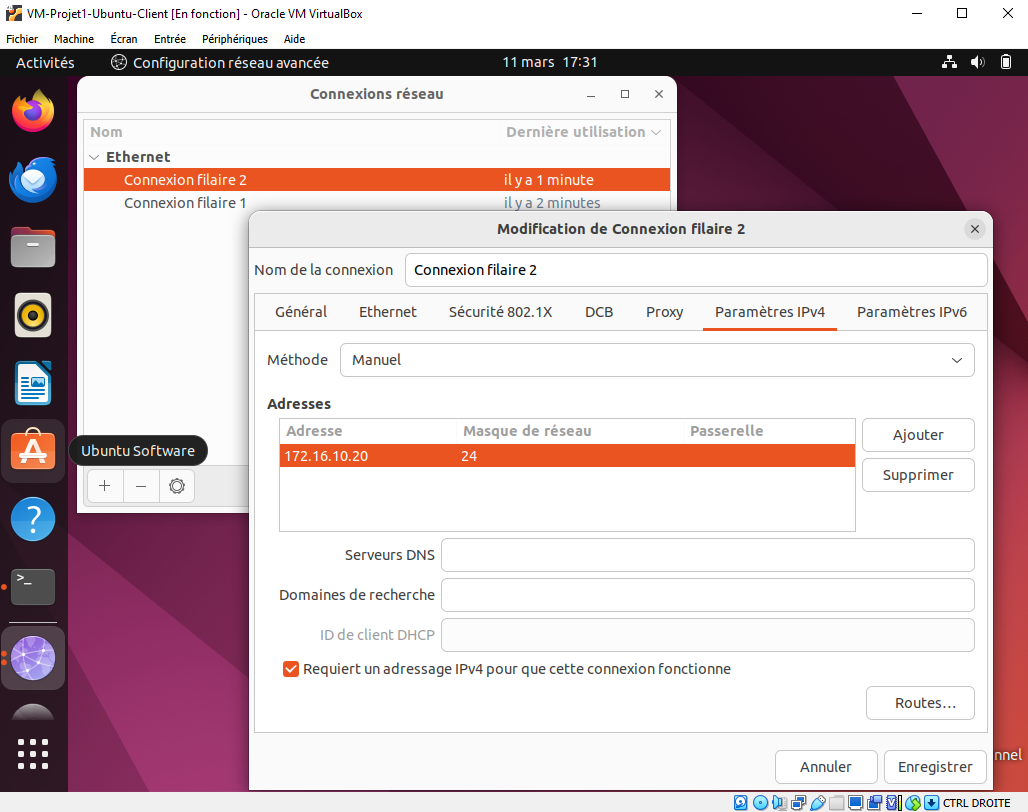 VM-Projet1-Ubuntu-Client [En fonction] - Oracle VM VirtualBox
Fichier Machine Écran Entrée Périphériques Aide
Activités Configuration réseau avancée 11 mars 17:31
Connexions réseau
Nom Dernière utilisation
Ethernet
Connexion filaire 2 il y a 1 minute
Connexion filaire 1 il y a 2 minutes
Modification de Connexion filaire 2
Nom de la connexion Connexion filaire 2
Général Ethernet Sécurité 802.1X DCB Proxy Paramètres IPv4 Paramètres IPv6
Méthode Manuel
Adresses
Adresse Masque de réseau Passerelle
172.16.10.20 24
Ajouter
Supprimer
Ubuntu Software
Serveurs DNS
Domaines de recherche
ID de client DHCP
Requiert un adressage IPv4 pour que cette connexion fonctionne
Routes…
nnel
Annuler Enregistrer
CTRL DROITE